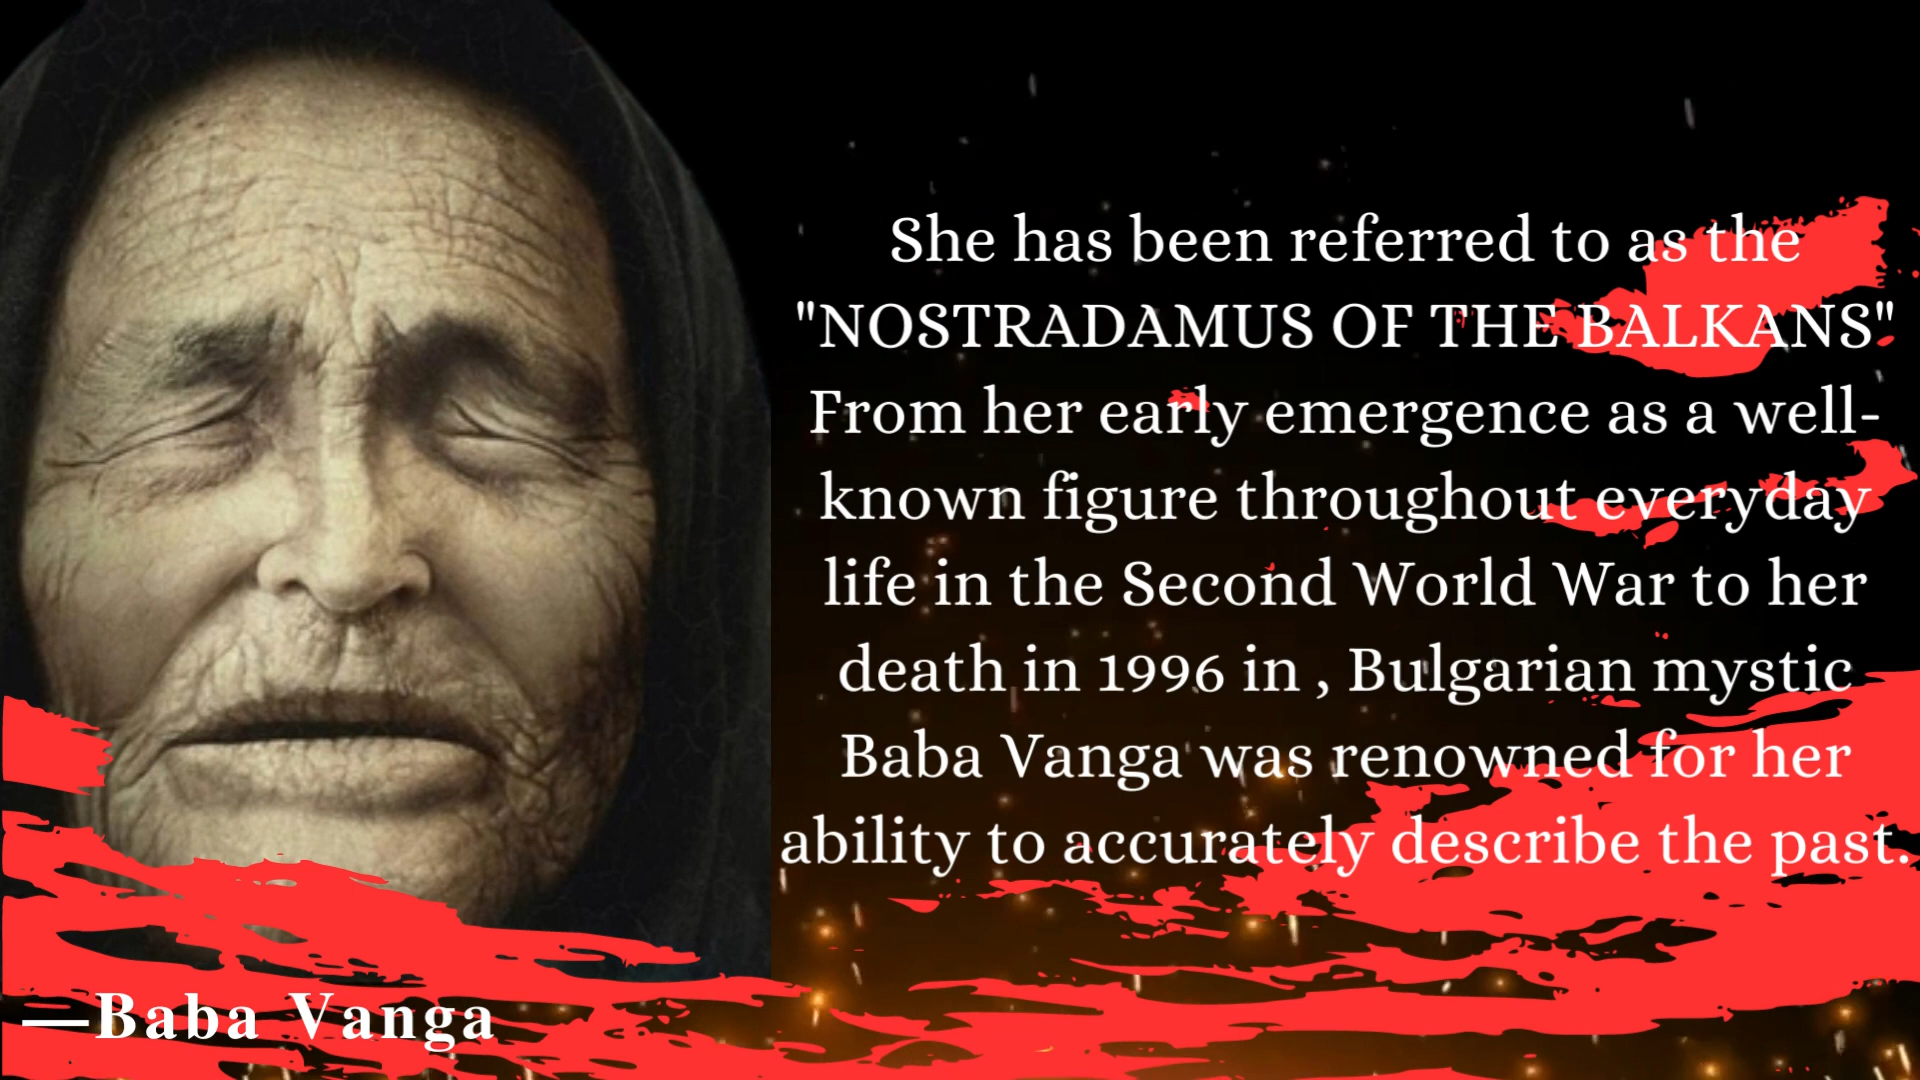 She has been referred to as the
"NOSTRADAMUS OF THE BALKANS"
From her early emergence as a well-
known figure throughout everyday
life in the Second World War to her
death in 1996 in , Bulgarian mystic
Baba Vanga was renowned for her
ability to accurately describe the past.
—Baba Vanga